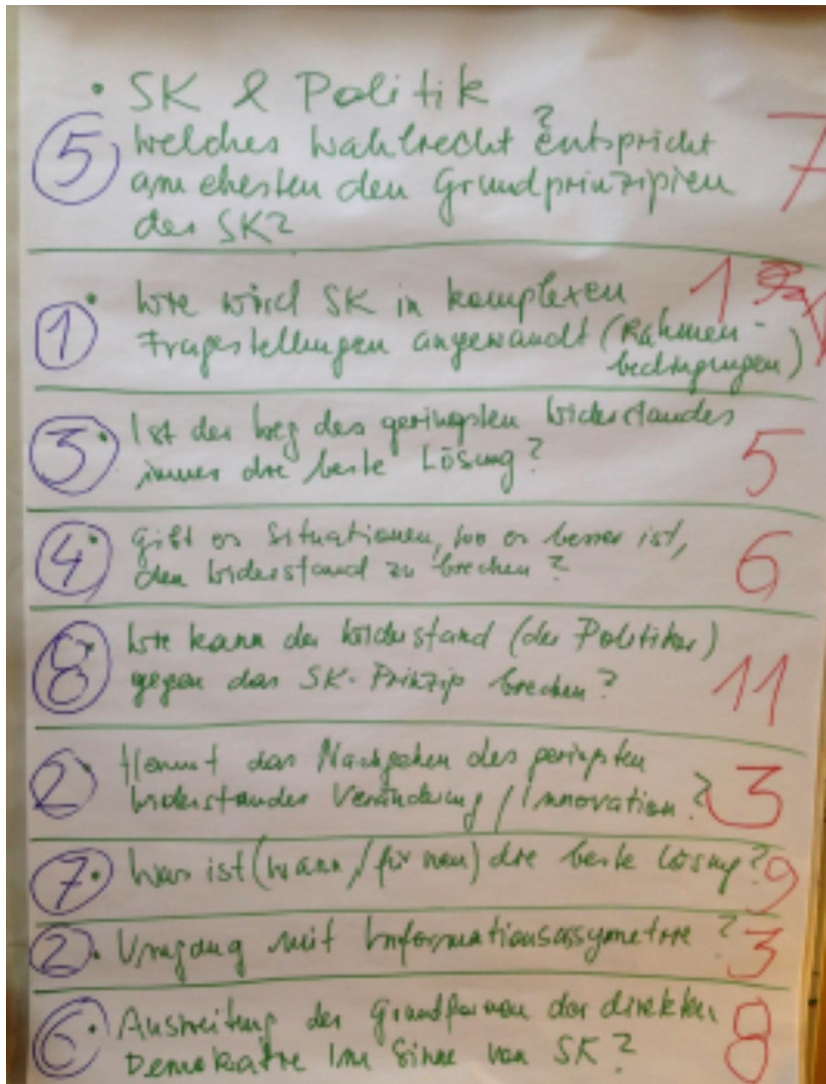 • SK & Politik
5 Welches Wahlrecht entspricht ? 7
am ehesten den Grundprinzipien
der SK?
1 • Wie wird SK in komplexen 1
Fragestellungen angewandt (Rahmen-
bedingungen)
3 • Ist der Weg des geringsten Widerstandes
immer die beste Lösung? 5
4 • Gibt es Situationen, wo es besser ist,
den Widerstand zu brechen? 6
8 • Wie kann der Widerstand (der Politiker)
gegen das SK-Prinzip brechen? 11
2 • Hemmt das Nachgehen des geringsten
Widerstandes Veränderung / Innovation? 3
7 • Was ist (wann/für wen) die beste Lösung? 9
2 • Umgang mit Informationsassymetrie? 3
6 • der Grundformen der direkten
Demokratie im Sinne von SK? 8